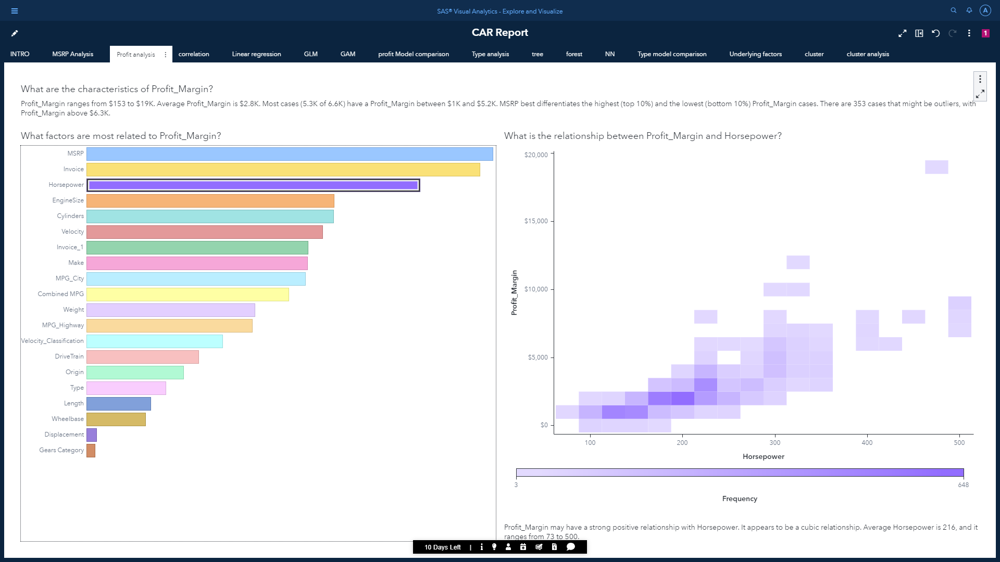 SAS® Visual Analytics - Explore and Visualize
A
CAR Report
1
INTRO
MSRP Analysis
Profit analysis
correlation
Linear regression
GLM
GAM
profit Model comparison
Type analysis
tree
forest
NN
Type model comparison
Underlying factors
cluster
cluster analysis
What are the characteristics of Profit_Margin?
Profit_Margin ranges from $153 to $19K. Average Profit_Margin is $2.8K. Most cases (5.3K of 6.6K) have a Profit_Margin between $1K and $5.2K. MSRP best differentiates the highest (top 10%) and the lowest (bottom 10%) Profit_Margin cases. There are 353 cases that might be outliers, with
Profit_Margin above $6.3K.
What factors are most related to Profit_Margin?
MSRP
Invoice
Horsepower
EngineSize
Cylinders
Velocity
Invoice_1
Make
MPG_City
Combined MPG
Weight
MPG_Highway
Velocity_Classification
DriveTrain
Origin
Type
Length
Wheelbase
Displacement
Gears Category
What is the relationship between Profit_Margin and Horsepower?
Profit_Margin
$20,000
$15,000
$10,000
$5,000
$0
100
200
300
400
500
Horsepower
3
648
Frequency
Profit_Margin may have a strong positive relationship with Horsepower. It appears to be a cubic relationship. Average Horsepower is 216, and it
ranges from 73 to 500.
10 Days Left |